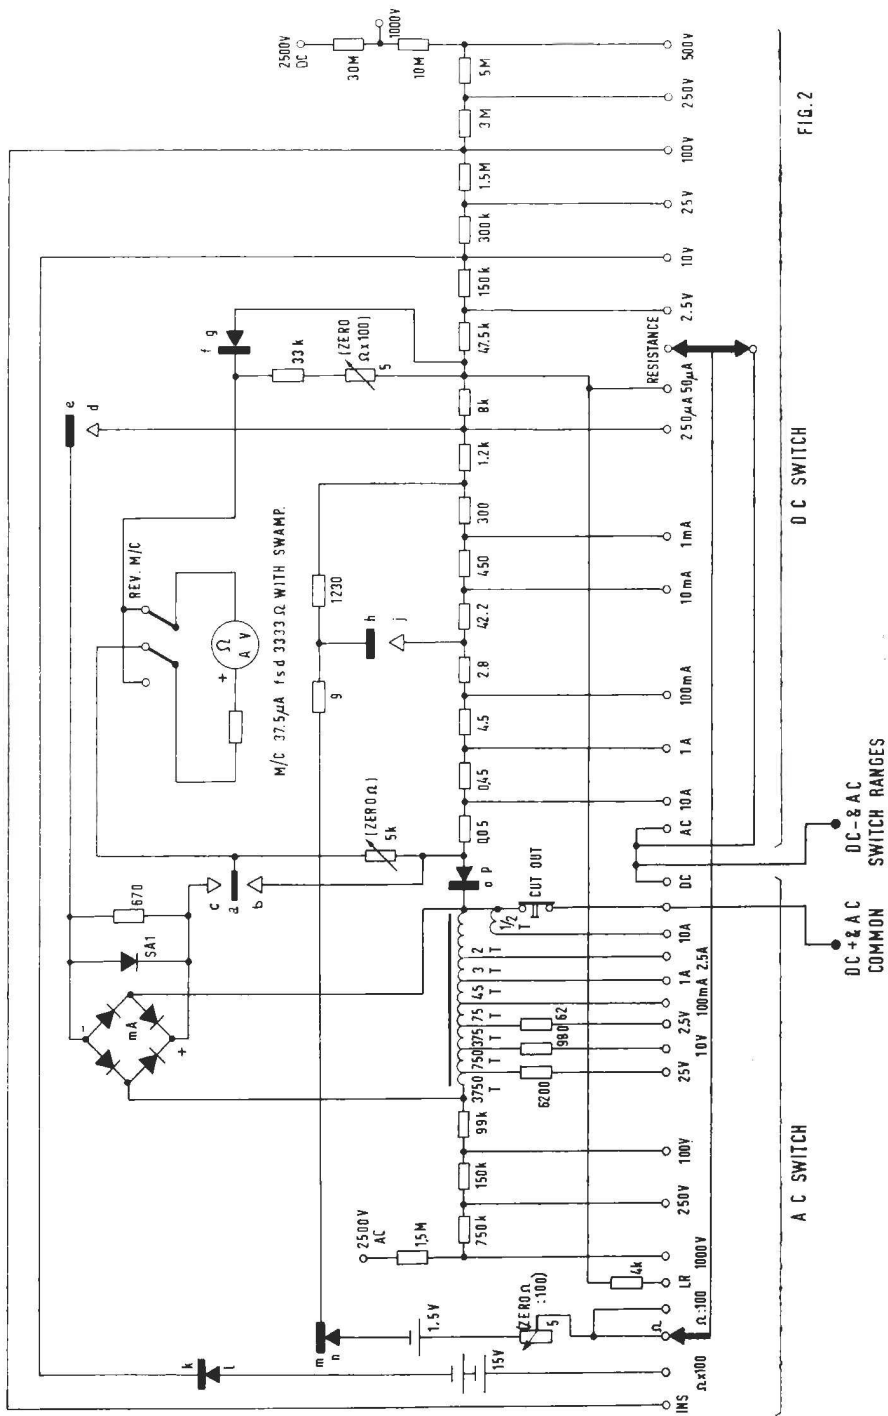 2500V
DC
30M
1000V
10M
5M
3M
1.5M
300k
150k
47.5k
8k
1.2k
300
450
42.2
2.8
4.5
0,45
0,05
500V
250V
100V
25V
10V
2.5V
RESISTANCE
50µA
250µA
1mA
10mA
100mA
1A
10A
AC
DC
FIG. 2
DC SWITCH
f
g
33k
(ZERO
Ωx100)
5
e
d
REV. M/C
Ω
A V
+
M/C 37.5µA fsd 3333 Ω WITH SWAMP.
1230
9
h
j
(ZERO Ω)
5k
c
a
b
670
SA1
mA
-
+
o
p
CUT OUT
1/2
T
2
T
3
T
45
T
75
T
375
T
750
T
3750
T
62
980
6200
10A
2.5A
1A
100mA
2.5V
10V
25V
DC-& AC
SWITCH RANGES
DC+& AC
COMMON
99k
150k
750k
2500V
AC
1,5M
100V
250V
1000V
4k
LR
Ω:100
Ω
Ωx100
INS
m
n
1.5V
(ZERO Ω
:100)
5
k
l
15V
AC SWITCH